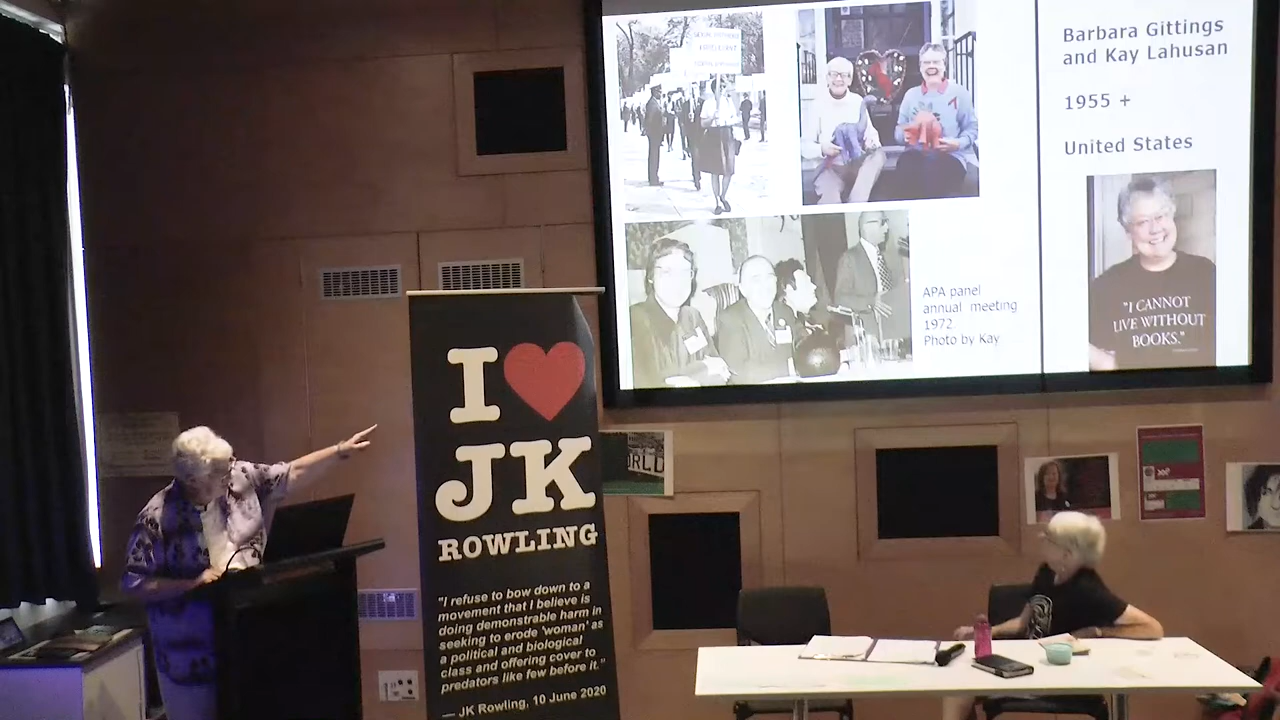 Barbara Gittings
and Kay Lahusan
1955 +
United States
APA panel
annual meeting
1972
Photo by Kay
"I CANNOT
LIVE WITHOUT
BOOKS."
I
JK
ROWLING
"I refuse to bow down to a
movement that I believe is
doing demonstrable harm in
seeking to erode 'woman' as
a political and biological
class and offering cover to
predators like few before it."
— JK Rowling, 10 June 2020